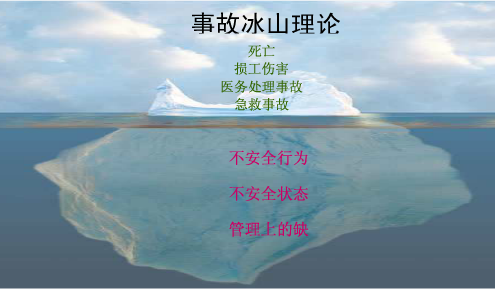 事故冰山理论
死亡
损工伤害
医务处理事故
急救事故
不安全行为
不安全状态
管理上的缺